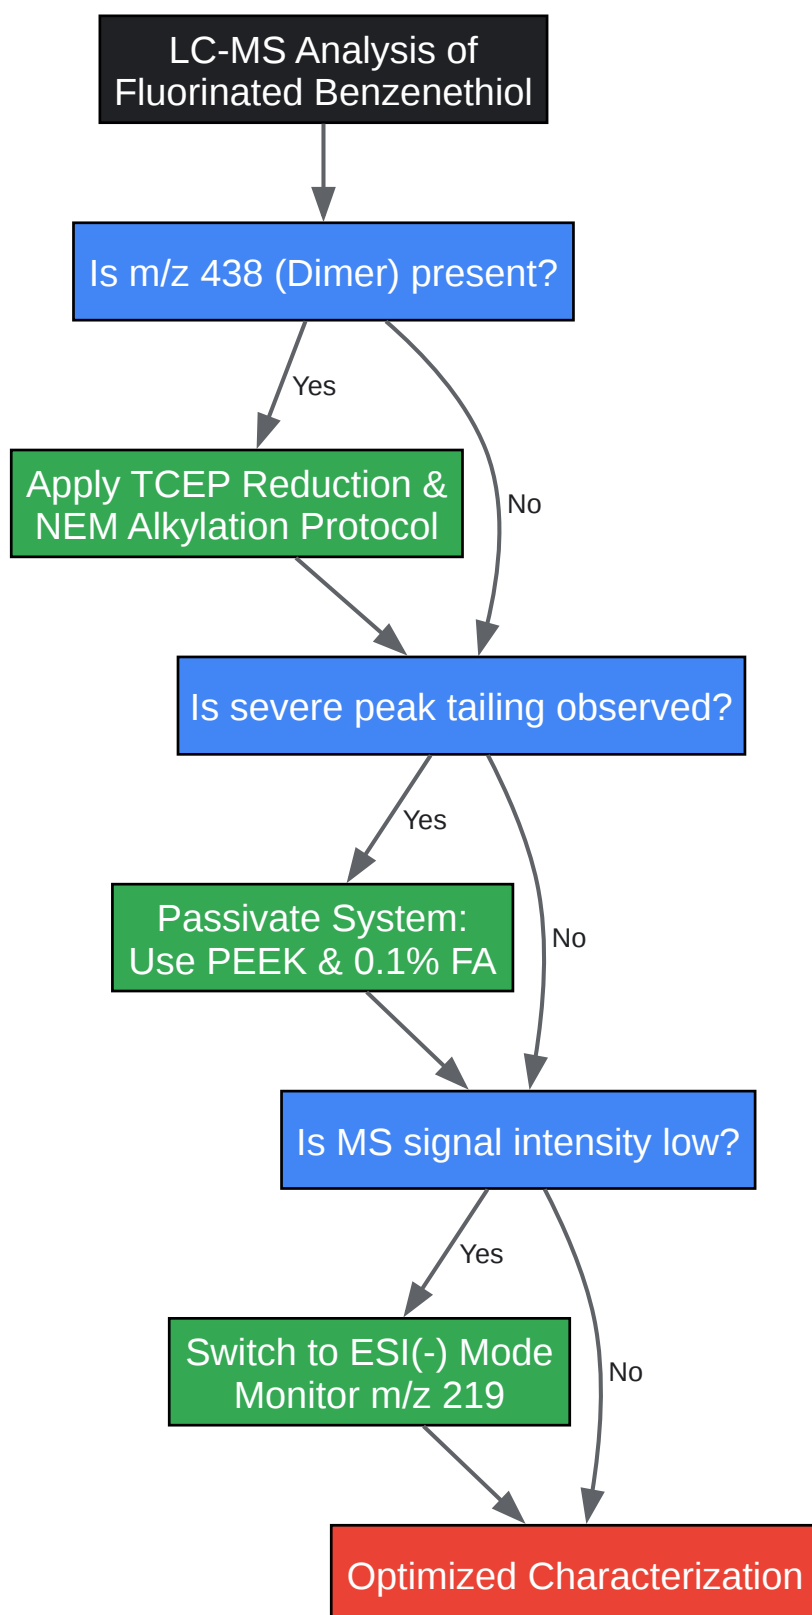 LC-MS Analysis of
Fluorinated Benzenethiol
Is m/z 438 (Dimer) present?
Yes
No
Apply TCEP Reduction &
NEM Alkylation Protocol
Is severe peak tailing observed?
Yes
No
Passivate System:
Use PEEK & 0.1% FA
Is MS signal intensity low?
Yes
No
Switch to ESI(-) Mode
Monitor m/z 219
Optimized Characterization